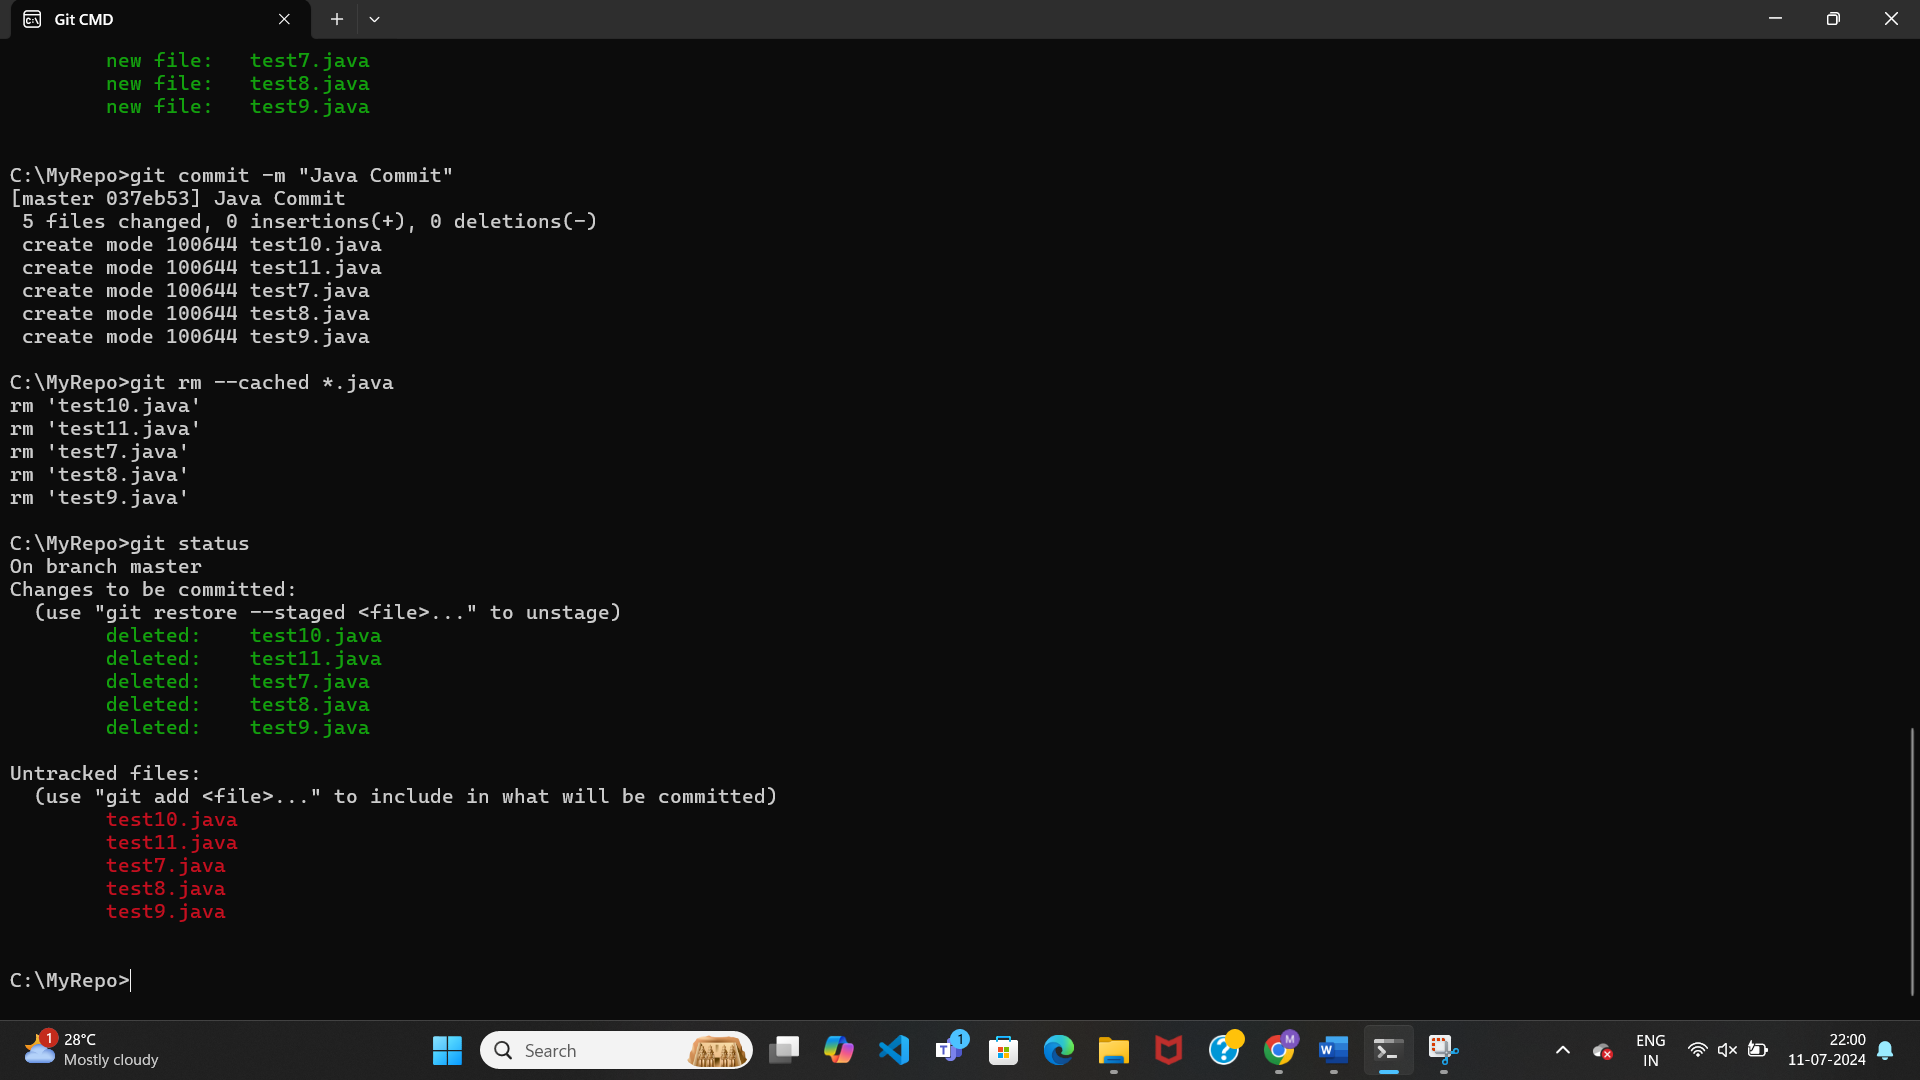 Git CMD
new file:   test7.java
new file:   test8.java
new file:   test9.java
C:\MyRepo>git commit -m "Java Commit"
[master 037eb53] Java Commit
 5 files changed, 0 insertions(+), 0 deletions(-)
 create mode 100644 test10.java
 create mode 100644 test11.java
 create mode 100644 test7.java
 create mode 100644 test8.java
 create mode 100644 test9.java
C:\MyRepo>git rm --cached *.java
rm 'test10.java'
rm 'test11.java'
rm 'test7.java'
rm 'test8.java'
rm 'test9.java'
C:\MyRepo>git status
On branch master
Changes to be committed:
  (use "git restore --staged <file>..." to unstage)
        deleted:    test10.java
        deleted:    test11.java
        deleted:    test7.java
        deleted:    test8.java
        deleted:    test9.java
Untracked files:
  (use "git add <file>..." to include in what will be committed)
        test10.java
        test11.java
        test7.java
        test8.java
        test9.java
C:\MyRepo>
1
28°C
Mostly cloudy
Search
T
1
M
W
ENG
IN
22:00
11-07-2024